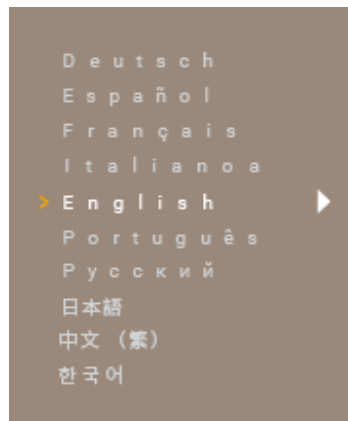 Deutsch
Español
Français
Italianoa
> English
Português
Русский
日本語
中文 （繁）
한국어